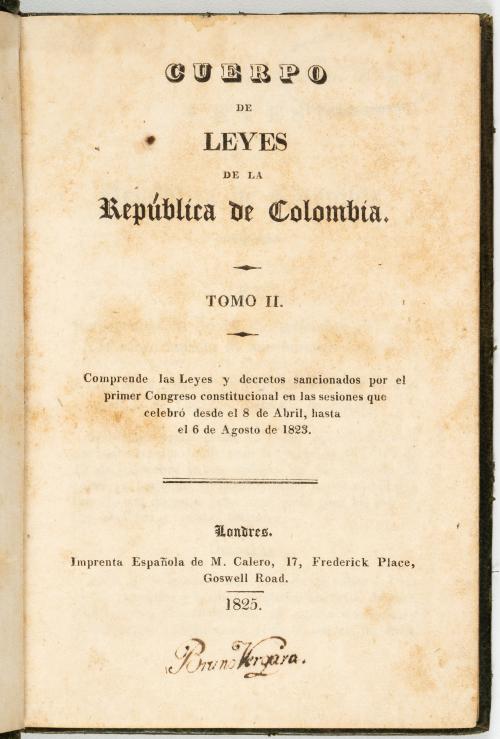 CUERPO
DE
LEYES
DE LA
República de Colombia.
TOMO II.
Comprende las Leyes y decretos sancionados por el
primer Congreso constitucional en las sesiones que
celebró desde el 8 de Abril, hasta
el 6 de Agosto de 1823.
Londres.
Imprenta Española de M. Calero, 17, Frederick Place,
Goswell Road.
1825.
Bruno Vergara.